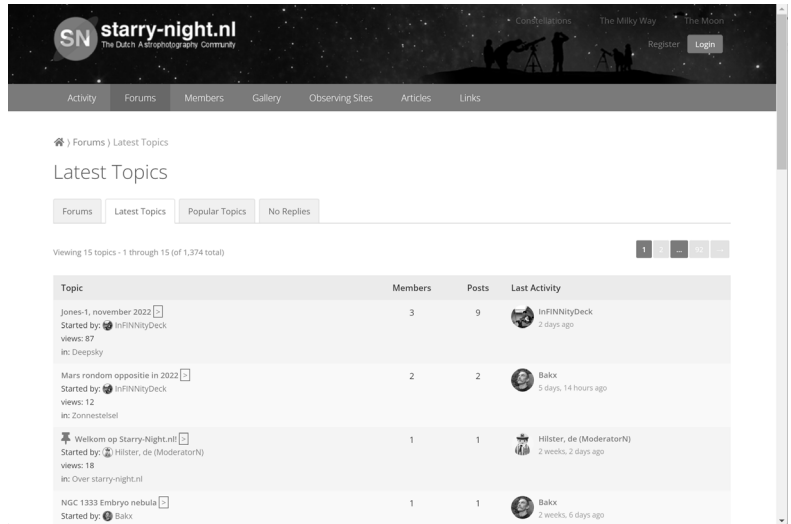 Constellations The Milky Way The Moon
SN starry-night.nl
The Dutch Astrophotography Community
Register Login
Activity Forums Members Gallery Observing Sites Articles Links
Forums ) Latest Topics
Latest Topics
Forums Latest Topics Popular Topics No Replies
Viewing 15 topics - 1 through 15 (of 1,374 total)
1 2 ... 92 →
Topic Members Posts Last Activity
Jones-1, november 2022 > 3 9 InFINNityDeck
Started by: InFINNityDeck 2 days ago
views: 87
in: Deepsky
Mars rondom oppositie in 2022 > 2 2 Bakx
Started by: InFINNityDeck 5 days, 14 hours ago
views: 12
in: Zonnestelsel
Welkom op Starry-Night.nl! > 1 1 Hilster, de (ModeratorN)
Started by: Hilster, de (ModeratorN) 2 weeks, 2 days ago
views: 18
in: Over starry-night.nl
NGC 1333 Embryo nebula > 1 1 Bakx
Started by: Bakx 2 weeks, 6 days ago